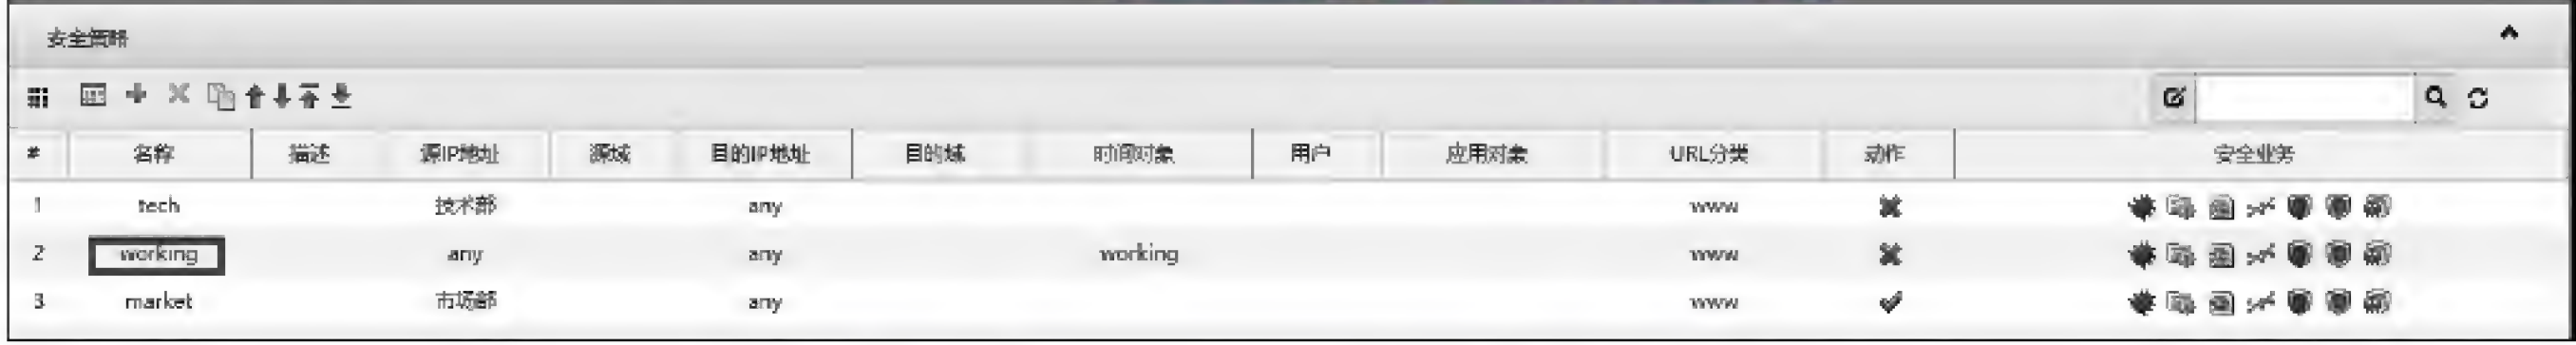 安全策略
# 名称 描述 源IP地址 源域 目的IP地址 目的域 时间对象 用户 应用对象 URL分类 动作 安全业务
1 tech 技术部 any www
2 working any any working www
3 market 市场部 any www